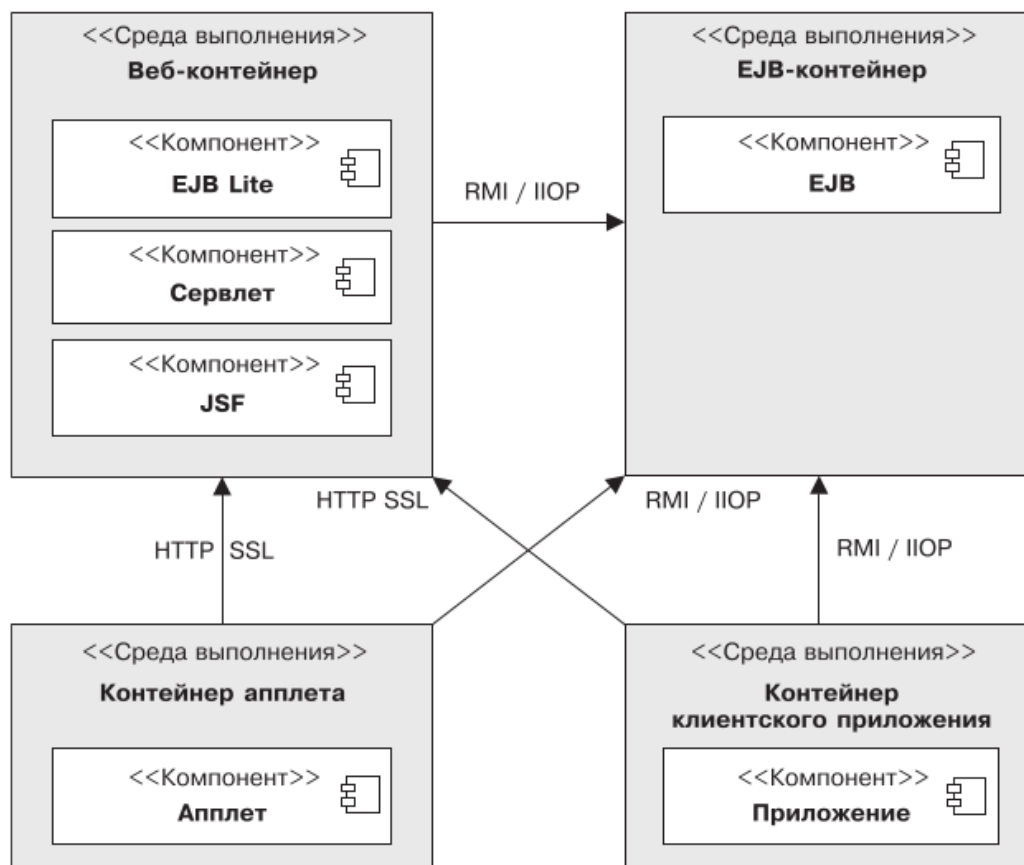 <<Среда выполнения>>
Веб-контейнер
<<Компонент>>
EJB Lite
<<Компонент>>
Сервлет
<<Компонент>>
JSF
RMI / IIOP
<<Среда выполнения>>
EJB-контейнер
<<Компонент>>
EJB
HTTP SSL
HTTP SSL
RMI / IIOP
RMI / IIOP
<<Среда выполнения>>
Контейнер апплета
<<Компонент>>
Апплет
<<Среда выполнения>>
Контейнер
клиентского приложения
<<Компонент>>
Приложение